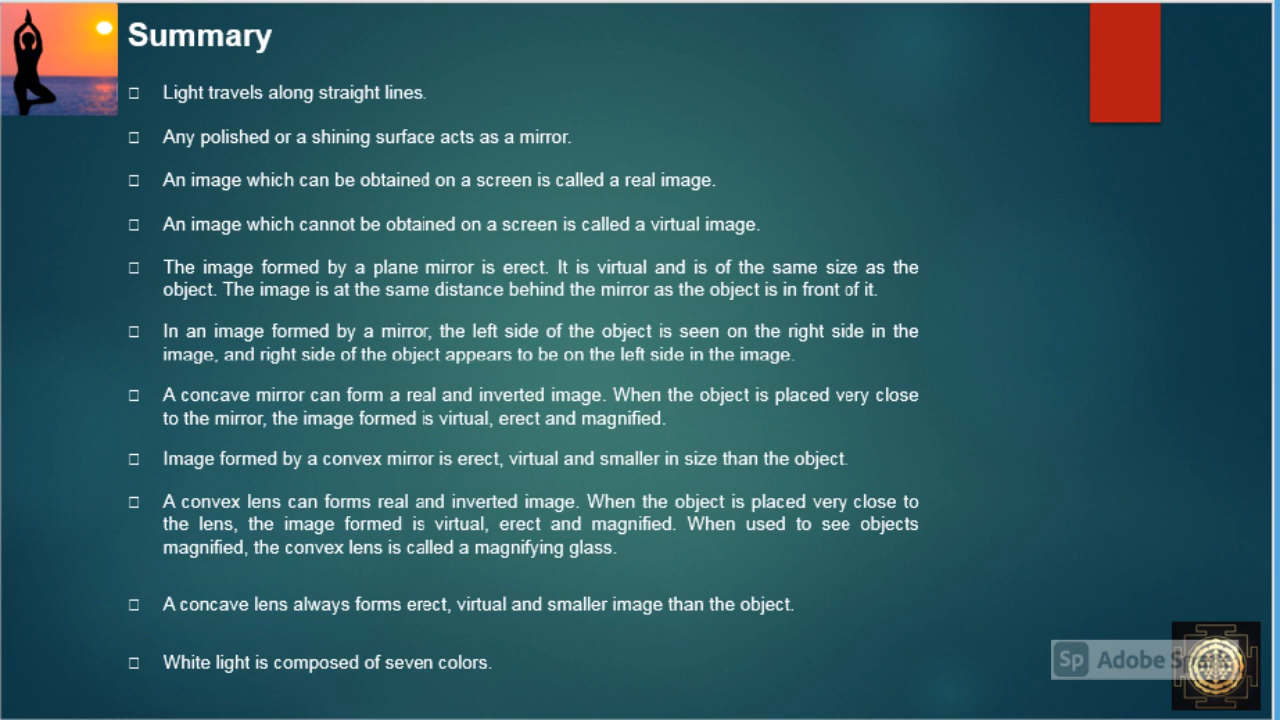 Summary
Light travels along straight lines.
Any polished or a shining surface acts as a mirror.
An image which can be obtained on a screen is called a real image.
An image which cannot be obtained on a screen is called a virtual image.
The image formed by a plane mirror is erect. It is virtual and is of the same size as the
object. The image is at the same distance behind the mirror as the object is in front of it.
In an image formed by a mirror, the left side of the object is seen on the right side in the
image, and right side of the object appears to be on the left side in the image.
A concave mirror can form a real and inverted image. When the object is placed very close
to the mirror, the image formed is virtual, erect and magnified.
Image formed by a convex mirror is erect, virtual and smaller in size than the object.
A convex lens can forms real and inverted image. When the object is placed very close to
the lens, the image formed is virtual, erect and magnified. When used to see objects
magnified, the convex lens is called a magnifying glass.
A concave lens always forms erect, virtual and smaller image than the object.
White light is composed of seven colors.
Sp Adobe